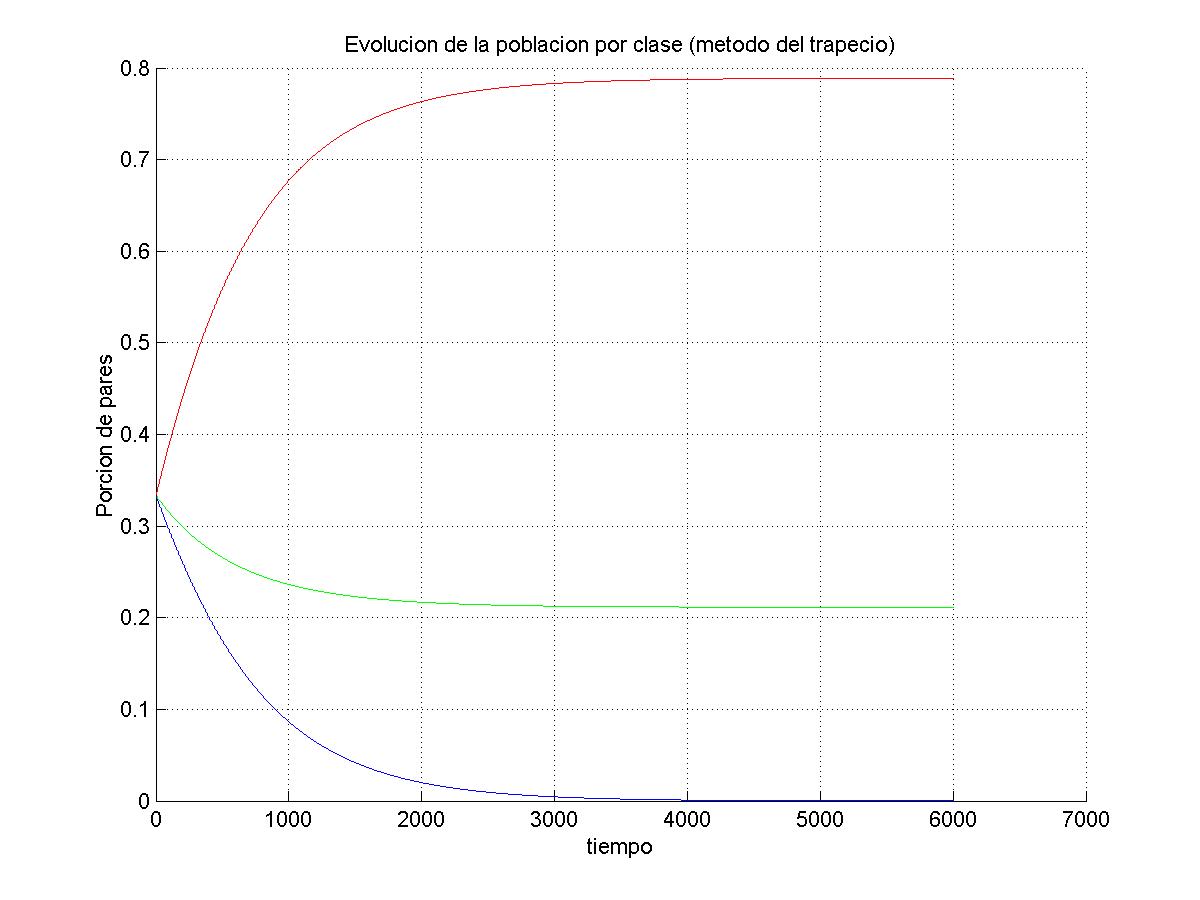 Evolucion de la poblacion por clase (metodo del trapecio)
0.8
0.7
0.6
0.5
0.4
0.3
0.2
0.1
0
Porcion de pares
0 1000 2000 3000 4000 5000 6000 7000
tiempo